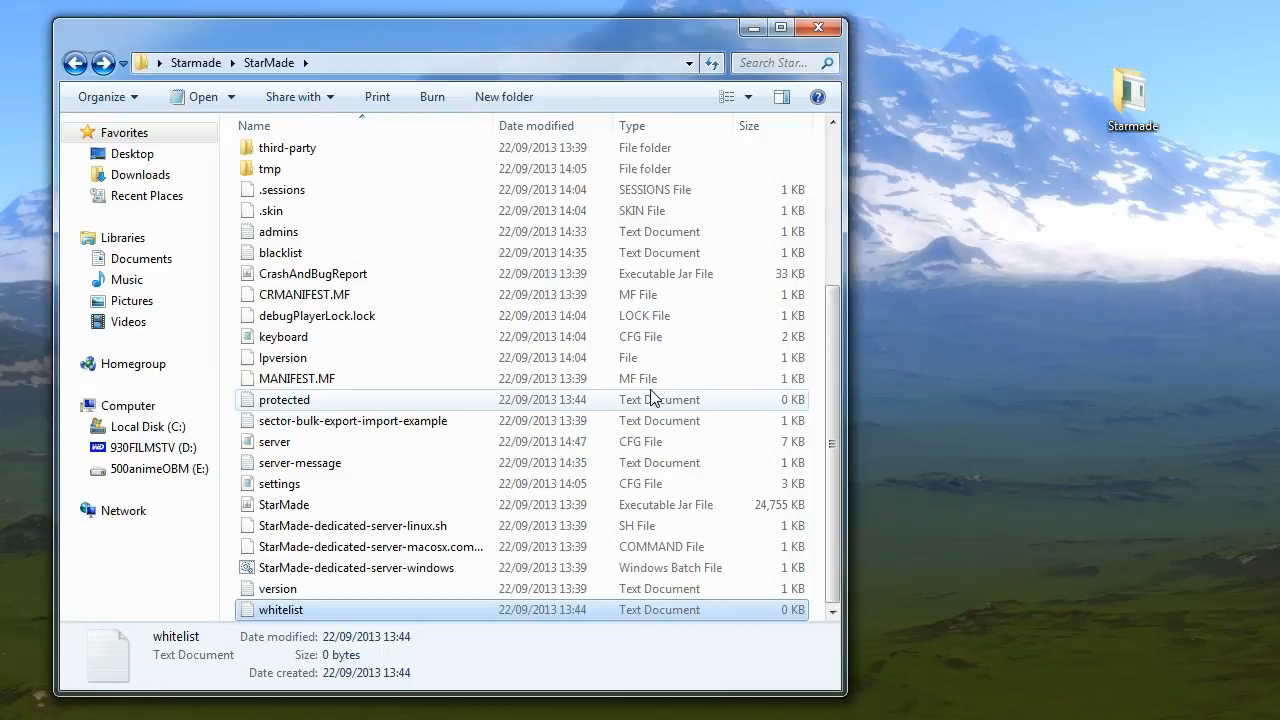 Starmade StarMade Search Star...
Organize Open Share with Print Burn New folder
Name Date modified Type Size
Favorites
Desktop
Downloads
Recent Places
Libraries
Documents
Music
Pictures
Videos
Homegroup
Computer
Local Disk (C:)
930FILMSTV (D:)
500animeOBM (E:)
Network
third-party 22/09/2013 13:39 File folder
tmp 22/09/2013 14:05 File folder
.sessions 22/09/2013 14:04 SESSIONS File 1 KB
.skin 22/09/2013 14:04 SKIN File 1 KB
admins 22/09/2013 14:33 Text Document 1 KB
blacklist 22/09/2013 14:35 Text Document 1 KB
CrashAndBugReport 22/09/2013 13:39 Executable Jar File 33 KB
CRMANIFEST.MF 22/09/2013 13:39 MF File 1 KB
debugPlayerLock.lock 22/09/2013 14:04 LOCK File 1 KB
keyboard 22/09/2013 14:04 CFG File 2 KB
lpversion 22/09/2013 14:04 File 1 KB
MANIFEST.MF 22/09/2013 13:39 MF File 1 KB
protected 22/09/2013 13:44 Text Document 0 KB
sector-bulk-export-import-example 22/09/2013 13:39 Text Document 1 KB
server 22/09/2013 14:47 CFG File 7 KB
server-message 22/09/2013 14:35 Text Document 1 KB
settings 22/09/2013 14:05 CFG File 3 KB
StarMade 22/09/2013 13:39 Executable Jar File 24,755 KB
StarMade-dedicated-server-linux.sh 22/09/2013 13:39 SH File 1 KB
StarMade-dedicated-server-macosx.com... 22/09/2013 13:39 COMMAND File 1 KB
StarMade-dedicated-server-windows 22/09/2013 13:39 Windows Batch File 1 KB
version 22/09/2013 13:39 Text Document 1 KB
whitelist 22/09/2013 13:44 Text Document 0 KB
whitelist Date modified: 22/09/2013 13:44
Text Document Size: 0 bytes
Date created: 22/09/2013 13:44
Starmade